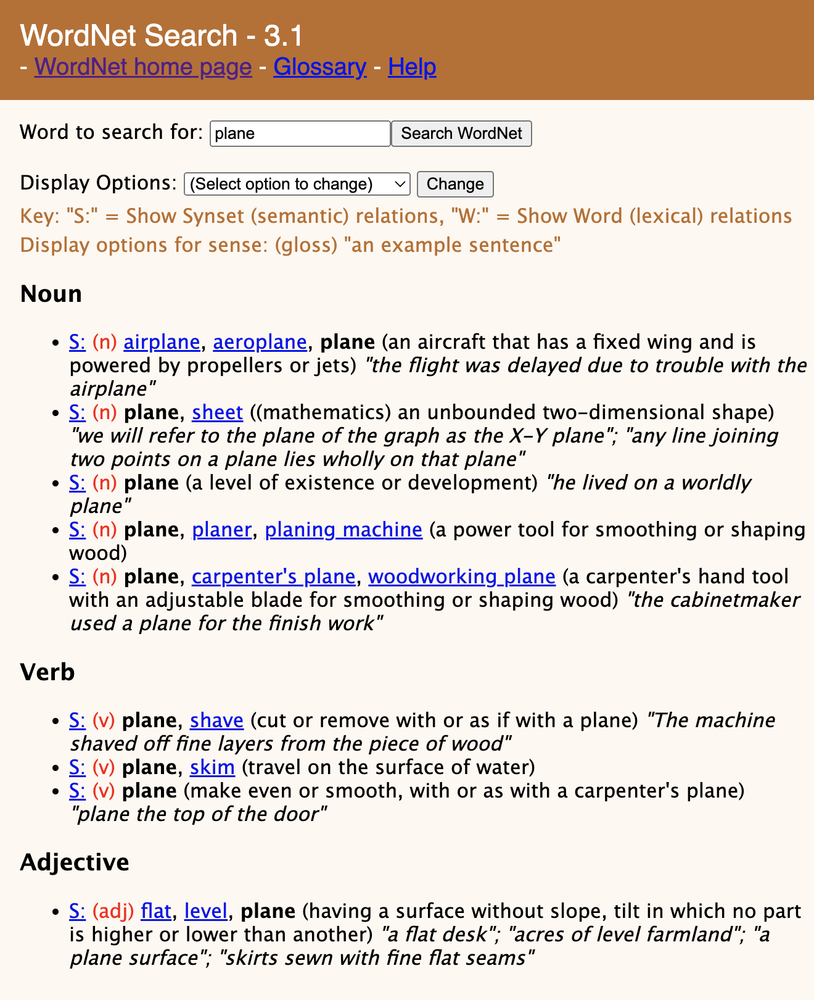 WordNet Search - 3.1
- WordNet home page - Glossary - Help
Word to search for: plane Search WordNet
Display Options: (Select option to change) Change
Key: "S:" = Show Synset (semantic) relations, "W:" = Show Word (lexical) relations
Display options for sense: (gloss) "an example sentence"
Noun
• S: (n) airplane, aeroplane, plane (an aircraft that has a fixed wing and is
powered by propellers or jets) "the flight was delayed due to trouble with the
airplane"
• S: (n) plane, sheet ((mathematics) an unbounded two-dimensional shape)
"we will refer to the plane of the graph as the X-Y plane"; "any line joining
two points on a plane lies wholly on that plane"
• S: (n) plane (a level of existence or development) "he lived on a worldly
plane"
• S: (n) plane, planer, planing machine (a power tool for smoothing or shaping
wood)
• S: (n) plane, carpenter's plane, woodworking plane (a carpenter's hand tool
with an adjustable blade for smoothing or shaping wood) "the cabinetmaker
used a plane for the finish work"
Verb
• S: (v) plane, shave (cut or remove with or as if with a plane) "The machine
shaved off fine layers from the piece of wood"
• S: (v) plane, skim (travel on the surface of water)
• S: (v) plane (make even or smooth, with or as with a carpenter's plane)
"plane the top of the door"
Adjective
• S: (adj) flat, level, plane (having a surface without slope, tilt in which no part
is higher or lower than another) "a flat desk"; "acres of level farmland"; "a
plane surface"; "skirts sewn with fine flat seams"